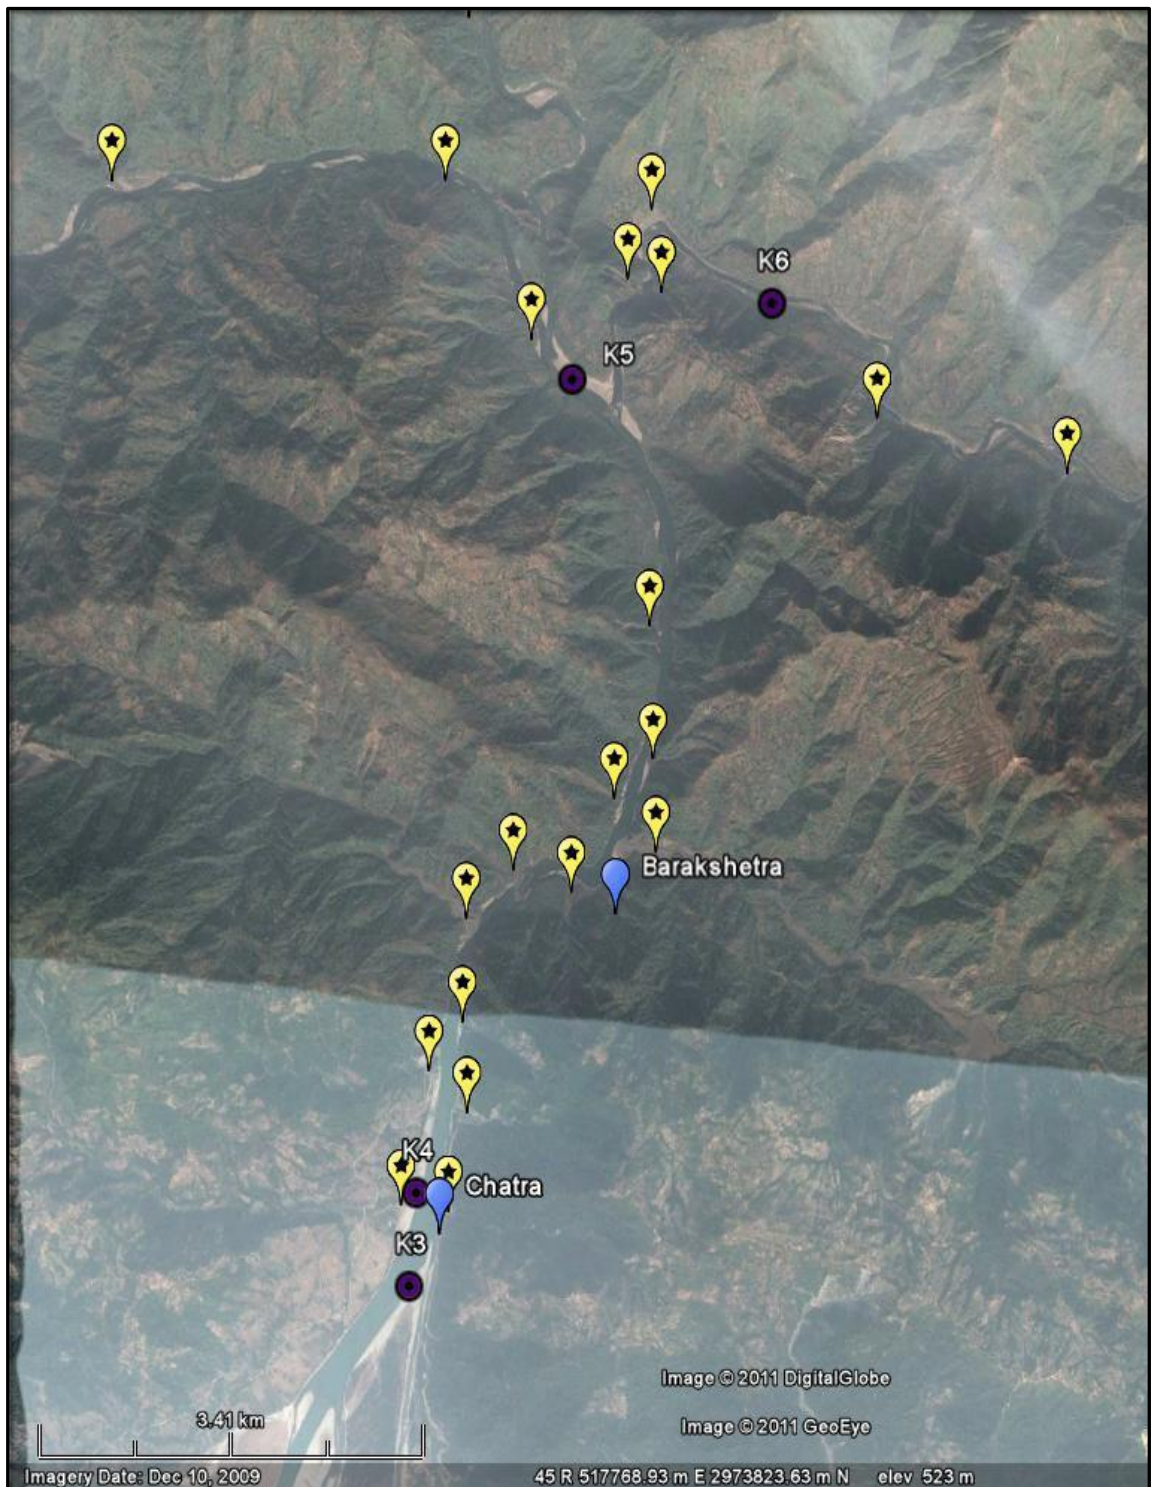 K6
K5
Barakshetra
K4
Chatra
K3
Image © 2011 DigitalGlobe
3.41 km
Image © 2011 GeoEye
Imagery Date: Dec 10, 2009
45 R 517768.93 m E 2973823.63 m N elev 523 m